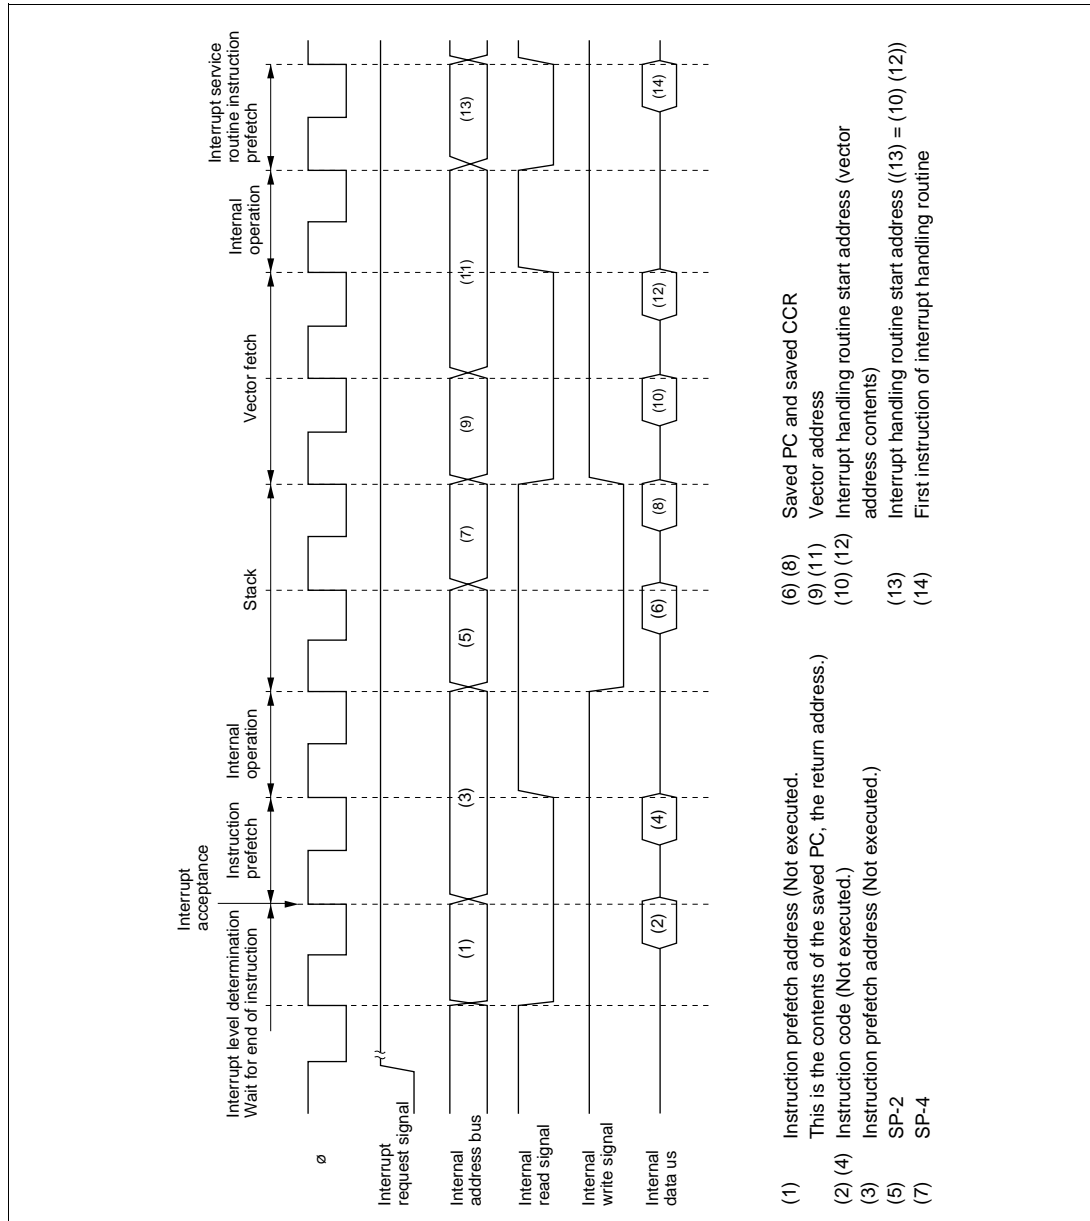 Interrupt
acceptance
Interrupt level determination
Wait for end of instruction
Instruction
prefetch
Internal
operation
Stack
Vector fetch
Internal
operation
Interrupt service
routine instruction
prefetch
ø
Interrupt
request signal
Internal
address bus
(1)
(3)
(5)
(7)
(9)
(11)
(13)
Internal
read signal
Internal
write signal
Internal
data us
(2)
(4)
(6)
(8)
(10)
(12)
(14)
(1) Instruction prefetch address (Not executed.
This is the contents of the saved PC, the return address.)
(2) (4) Instruction code (Not executed.)
(3) Instruction prefetch address (Not executed.)
(5) SP-2
(7) SP-4
(6) (8) Saved PC and saved CCR
(9) (11) Vector address
(10) (12) Interrupt handling routine start address (vector
address contents)
(13) Interrupt handling routine start address ((13) = (10) (12))
(14) First instruction of interrupt handling routine